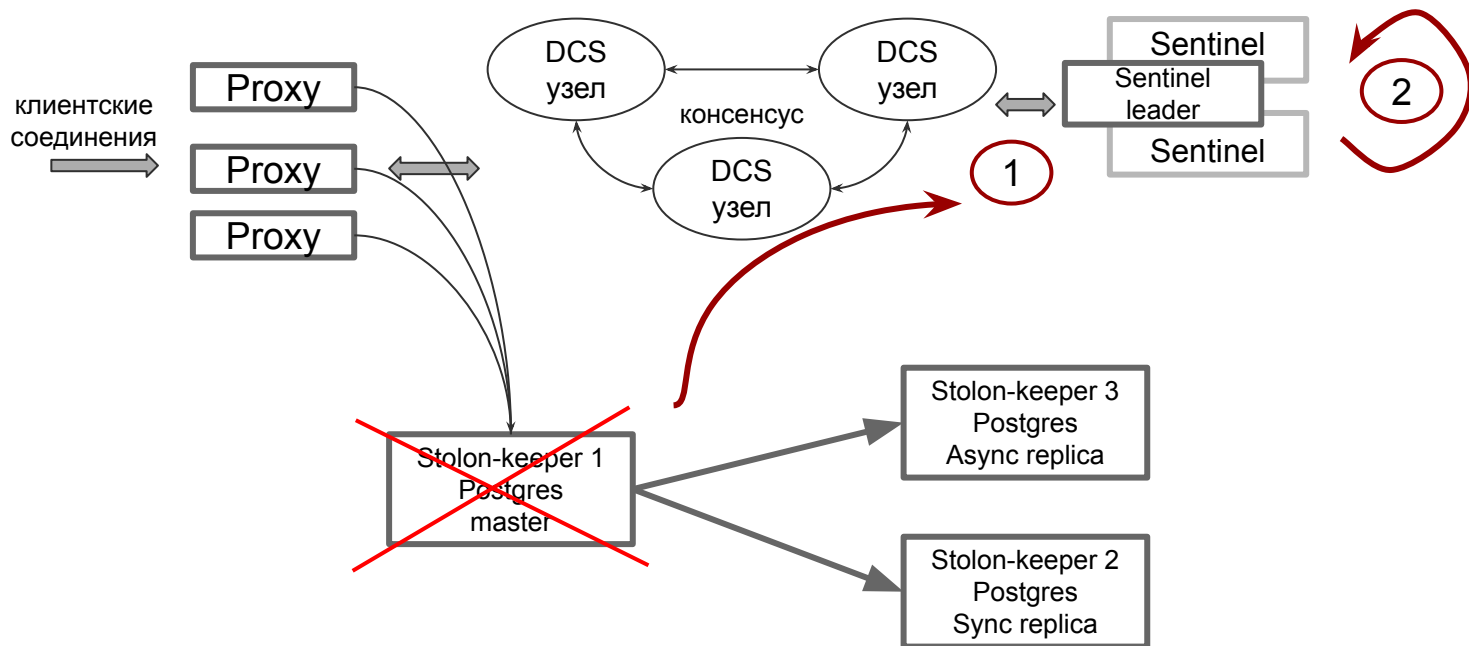 клиентские
соединения
Proxy
Proxy
Proxy
DCS
узел
DCS
узел
консенсус
DCS
узел
Sentinel
Sentinel
leader
Sentinel
1
2
Stolon-keeper 1
Postgres
master
Stolon-keeper 3
Postgres
Async replica
Stolon-keeper 2
Postgres
Sync replica